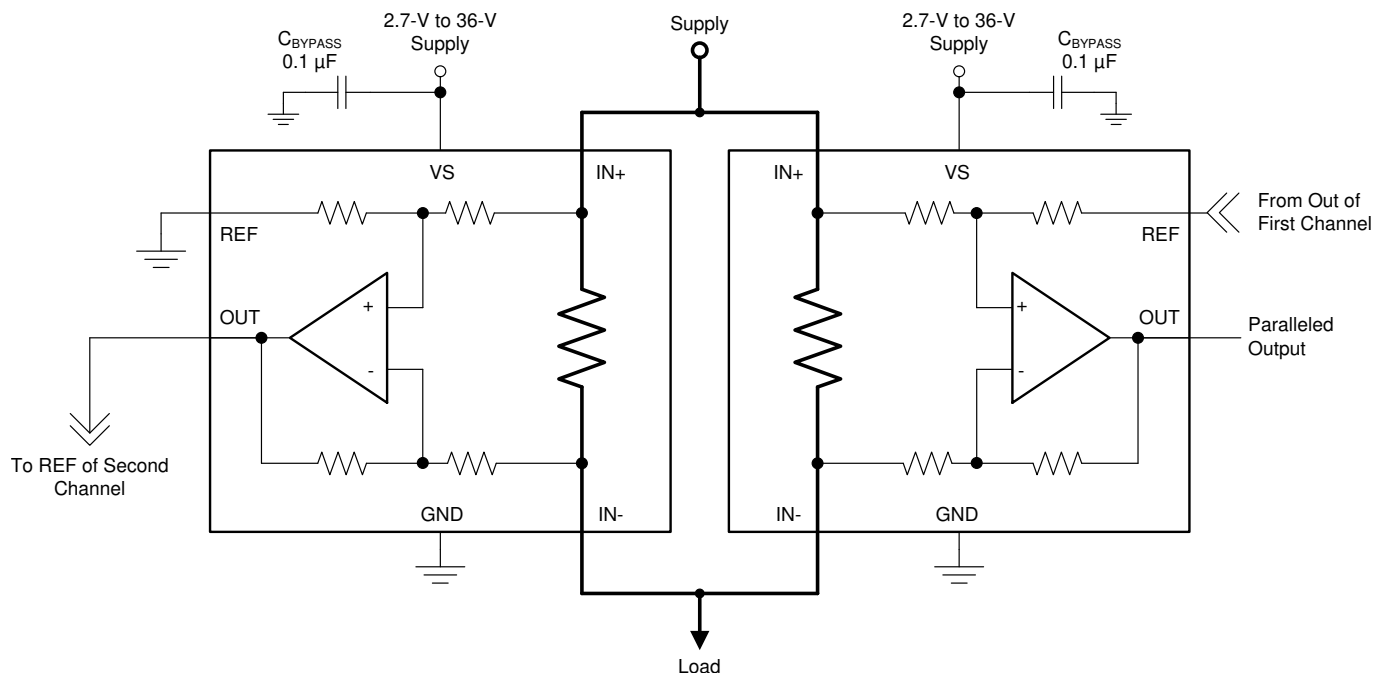 Supply
2.7-V to 36-V
Supply
C_BYPASS
0.1 µF
2.7-V to 36-V
Supply
C_BYPASS
0.1 µF
VS
IN+
REF
OUT
+
-
GND
IN-
To REF of Second
Channel
IN+
VS
REF
From Out of
First Channel
+
-
OUT
Paralleled
Output
IN-
GND
Load